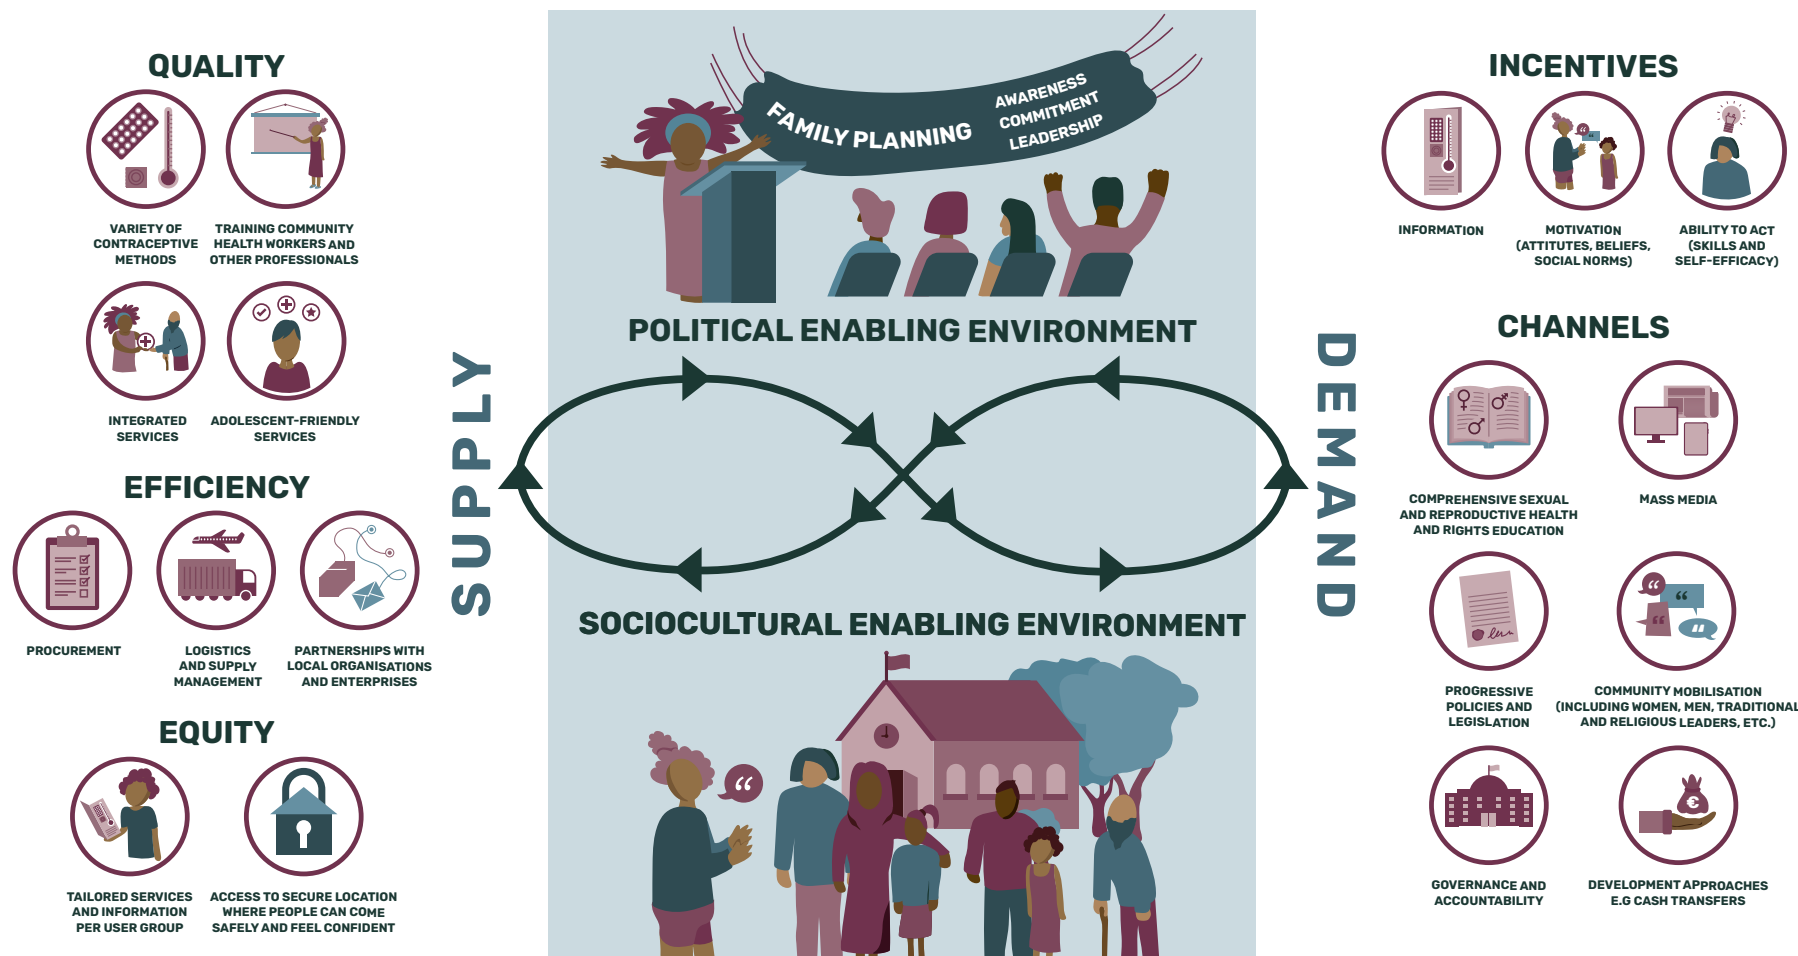 QUALITY
VARIETY OF
CONTRACEPTIVE
METHODS
TRAINING COMMUNITY
HEALTH WORKERS AND
OTHER PROFESSIONALS
INTEGRATED
SERVICES
ADOLESCENT-FRIENDLY
SERVICES
EFFICIENCY
PROCUREMENT
LOGISTICS
AND SUPPLY
MANAGEMENT
PARTNERSHIPS WITH
LOCAL ORGANISATIONS
AND ENTERPRISES
EQUITY
TAILORED SERVICES
AND INFORMATION
PER USER GROUP
ACCESS TO SECURE LOCATION
WHERE PEOPLE CAN COME
SAFELY AND FEEL CONFIDENT
SUPPLY
FAMILY PLANNING
AWARENESS
COMMITMENT
LEADERSHIP
POLITICAL ENABLING ENVIRONMENT
SOCIOCULTURAL ENABLING ENVIRONMENT
DEMAND
INCENTIVES
INFORMATION
MOTIVATION
(ATTITUTES, BELIEFS,
SOCIAL NORMS)
ABILITY TO ACT
(SKILLS AND
SELF-EFFICACY)
CHANNELS
COMPREHENSIVE SEXUAL
AND REPRODUCTIVE HEALTH
AND RIGHTS EDUCATION
MASS MEDIA
PROGRESSIVE
POLICIES AND
LEGISLATION
COMMUNITY MOBILISATION
(INCLUDING WOMEN, MEN, TRADITIONAL
AND RELIGIOUS LEADERS, ETC.)
GOVERNANCE AND
ACCOUNTABILITY
€
DEVELOPMENT APPROACHES
E.G CASH TRANSFERS